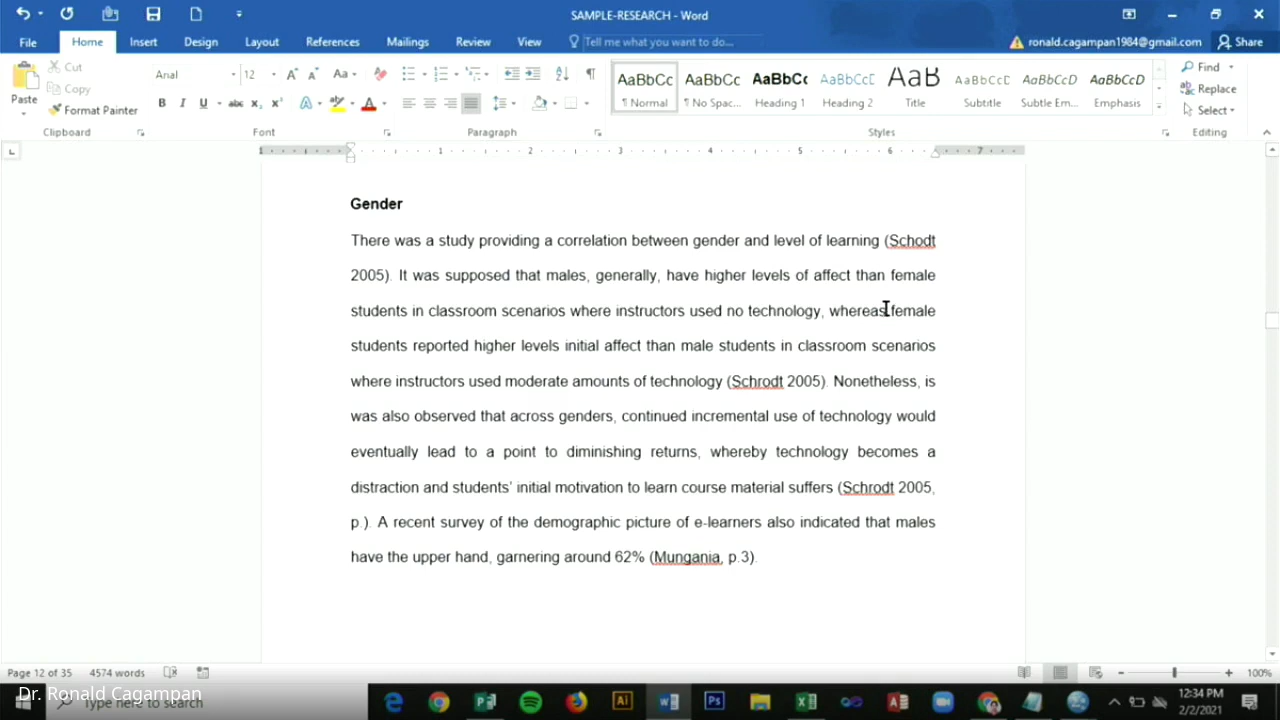 SAMPLE-RESEARCH - Word
File Home Insert Design Layout References Mailings Review View Tell me what you want to do... ronald.cagampan1984@gmail.com Share
Paste
Cut
Copy
Format Painter
Arial 12
AaBbCc AaBbCc AaBbCc AaBbCcC AaB AaBbCcC AaBbCcD AaBbCcD
¶ Normal ¶ No Spac... Heading 1 Heading 2 Title Subtitle Subtle Em... Emphasis
Find
Replace
Select
Clipboard Font Paragraph Styles Editing
1 1 2 3 4 5 6 7
Gender
There was a study providing a correlation between gender and level of learning (Schodt
2005). It was supposed that males, generally, have higher levels of affect than female
students in classroom scenarios where instructors used no technology, whereas female
students reported higher levels initial affect than male students in classroom scenarios
where instructors used moderate amounts of technology (Schrodt 2005). Nonetheless, is
was also observed that across genders, continued incremental use of technology would
eventually lead to a point to diminishing returns, whereby technology becomes a
distraction and students' initial motivation to learn course material suffers (Schrodt 2005,
p.). A recent survey of the demographic picture of e-learners also indicated that males
have the upper hand, garnering around 62% (Mungania, p.3).
Page 12 of 35 4574 words 100%
Dr. Ronald Cagampan
Type here to search
12:34 PM
2/2/2021